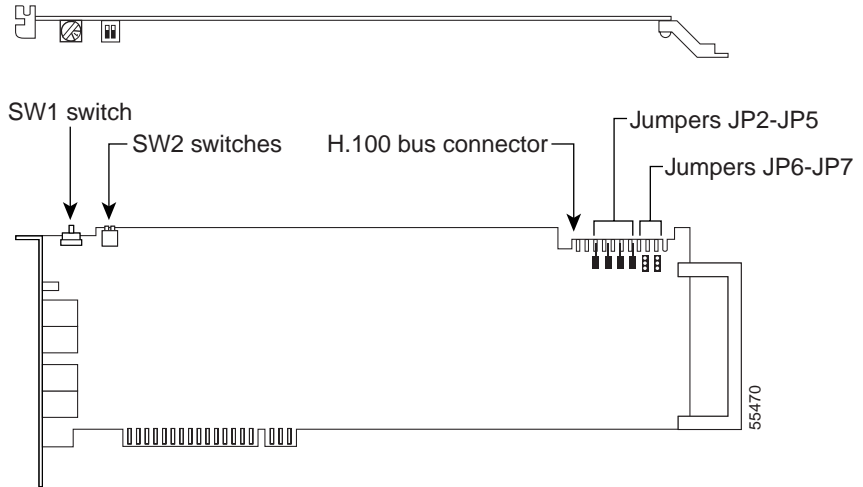 SW1 switch
SW2 switches
H.100 bus connector
Jumpers JP2-JP5
Jumpers JP6-JP7
55470